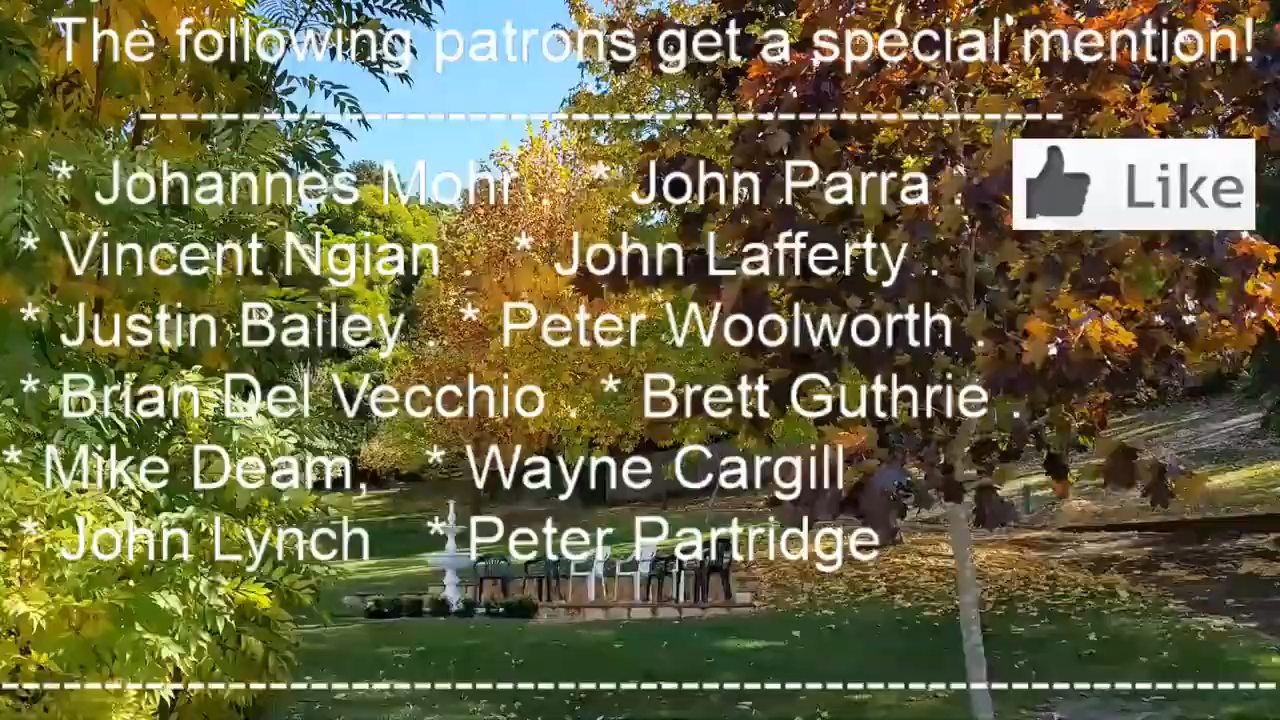 The following patrons get a special mention!
------------------------------------------
* Johannes Mohr . * John Parra .
Like
* Vincent Ngian . * John Lafferty .
* Justin Bailey . * Peter Woolworth .
* Brian Del Vecchio . * Brett Guthrie .
* Mike Deam, * Wayne Cargill
* John Lynch * Peter Partridge
----------------------------------------------------------